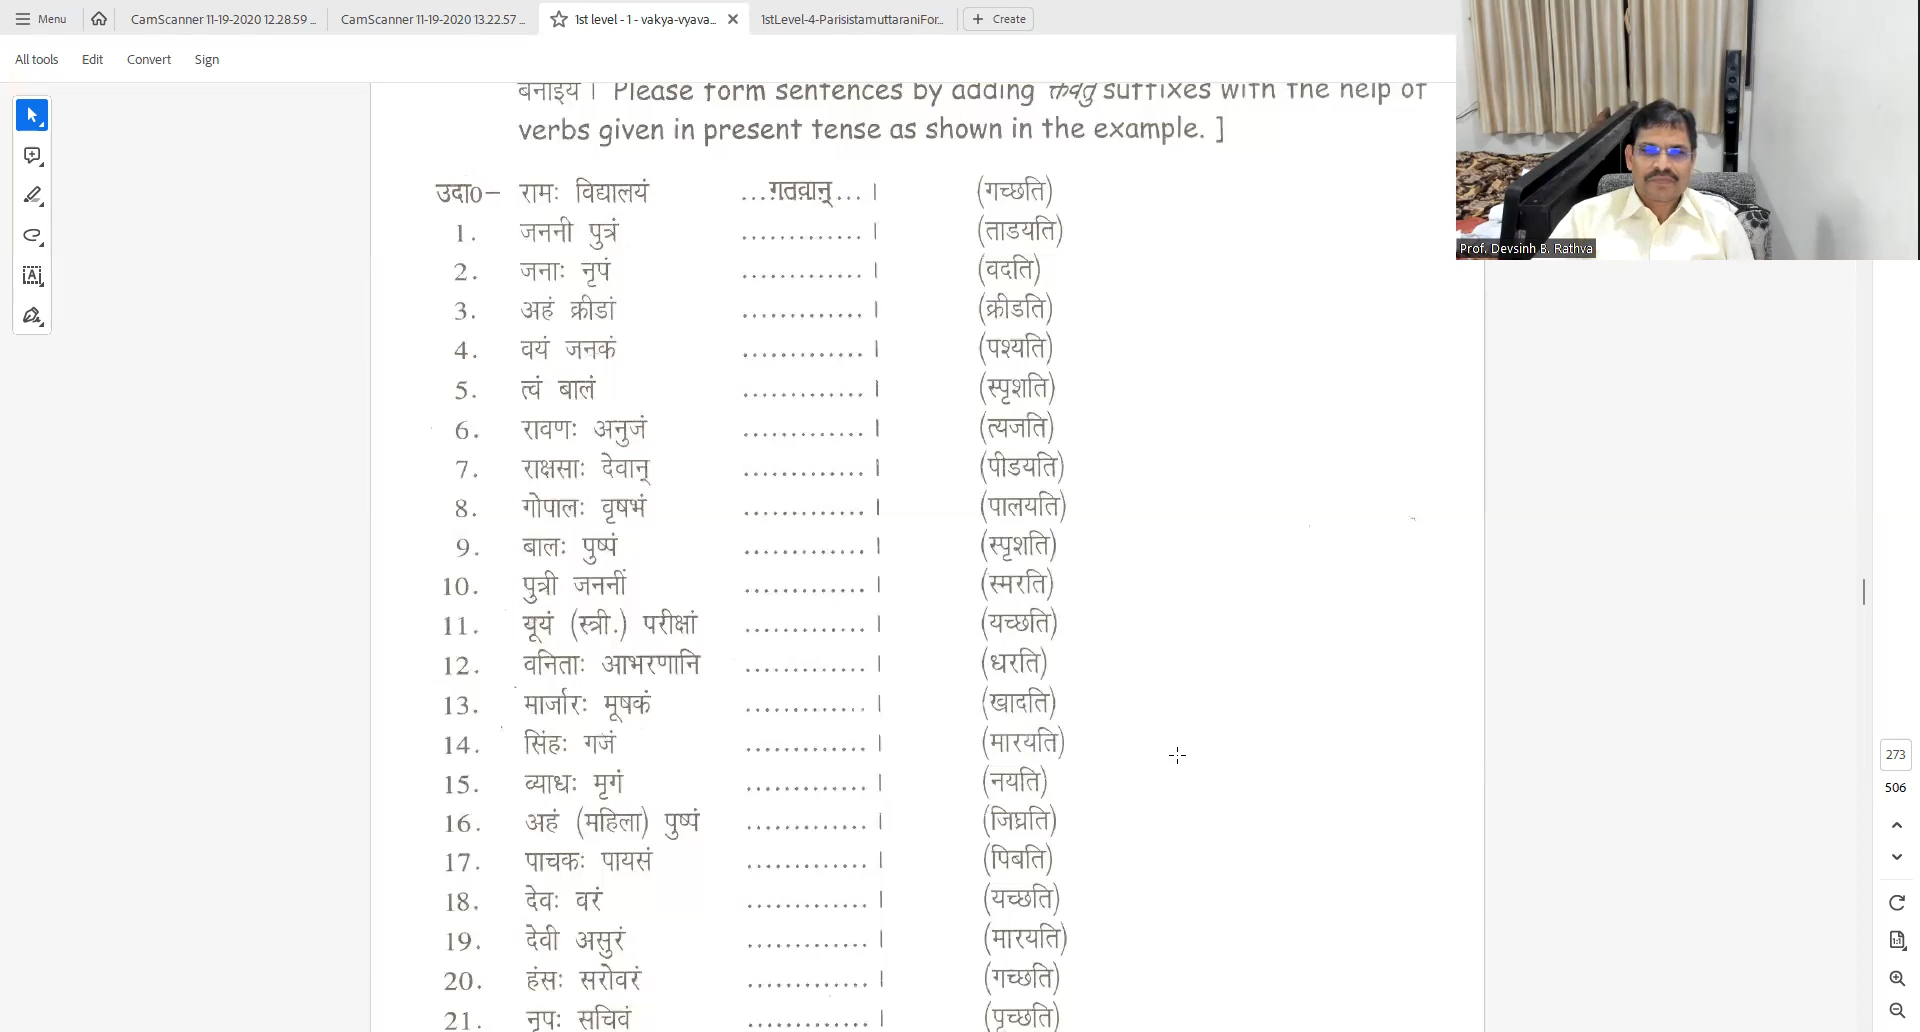 Menu
CamScanner 11-19-2020 12.28.59 ...
CamScanner 11-19-2020 13.22.57 ...
1st level - 1 - vakya-vyava...
1stLevel-4-ParisistamuttaraniFor...
+ Create
All tools Edit Convert Sign
बनाइय । Please form sentences by adding क्तवतु suffixes with the help of
verbs given in present tense as shown in the example. ]
उदा०– रामः विद्यालयं ....गतवान्... । (गच्छति)
1. जननी पुत्रं ............. । (ताडयति)
2. जनाः नृपं ............. । (वदति)
3. अहं क्रीडां ............. । (क्रीडति)
4. वयं जनकं ............. । (पश्यति)
5. त्वं बालं ............. । (स्पृशति)
6. रावणः अनुजं ............. । (त्यजति)
7. राक्षसाः देवान् ............. । (पीडयति)
8. गोपालः वृषभं ............. । (पालयति)
9. बालः पुष्पं ............. । (स्पृशति)
10. पुत्री जननीं ............. । (स्मरति)
11. यूयं (स्त्री.) परीक्षां ............. । (यच्छति)
12. वनिताः आभरणानि ............. । (धरति)
13. मार्जारः मूषकं ............. । (खादति)
14. सिंहः गजं ............. । (मारयति)
15. व्याधः मृगं ............. । (नयति)
16. अहं (महिला) पुष्पं ............. । (जिघ्रति)
17. पाचकः पायसं ............. । (पिबति)
18. देवः वरं ............. । (यच्छति)
19. देवी असुरं ............. । (मारयति)
20. हंसः सरोवरं ............. । (गच्छति)
21. नृपः सचिवं ............. । (पृच्छति)
Prof. Devsinh B. Rathva
273
506